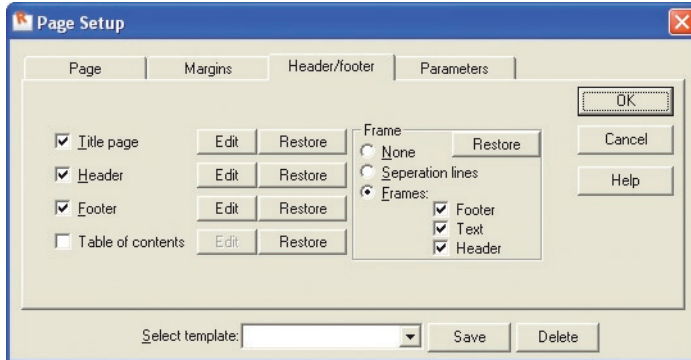 Page Setup
Page Margins Header/footer Parameters
OK
Cancel
Help
Title page Edit Restore
Header Edit Restore
Footer Edit Restore
Table of contents Edit Restore
Frame
None Restore
Seperation lines
Frames:
Footer
Text
Header
Select template: Save Delete